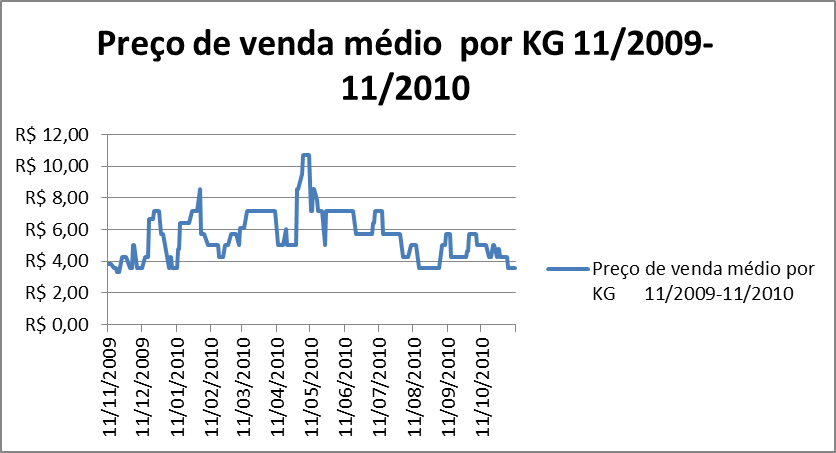 Preço de venda médio  por KG 11/2009-
11/2010
R$ 12,00
R$ 10,00
R$ 8,00
R$ 6,00
R$ 4,00
R$ 2,00
R$ 0,00
11/11/2009
11/12/2009
11/01/2010
11/02/2010
11/03/2010
11/04/2010
11/05/2010
11/06/2010
11/07/2010
11/08/2010
11/09/2010
11/10/2010
Preço de venda médio por
KG      11/2009-11/2010